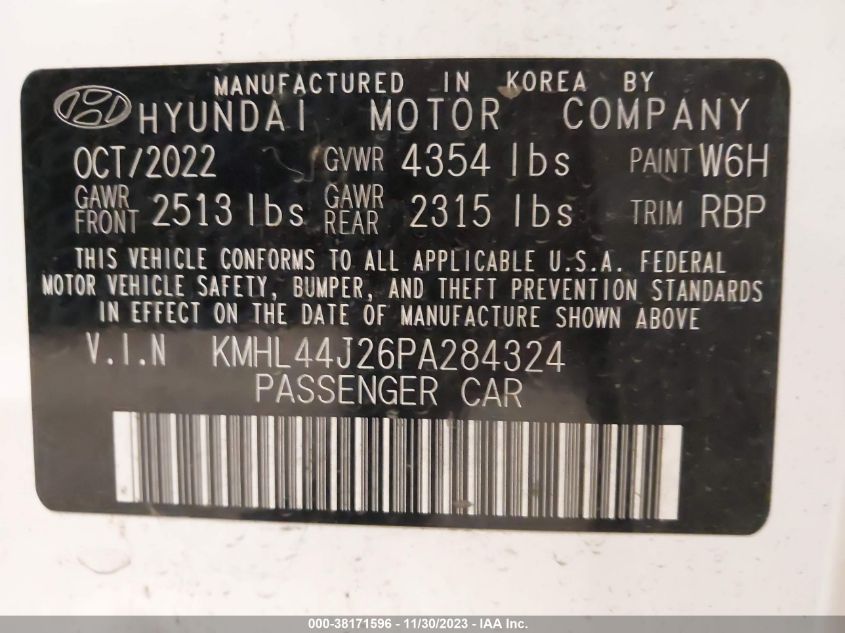 MANUFACTURED IN KOREA BY
HYUNDAI MOTOR COMPANY
OCT/2022 GVWR 4354 lbs PAINT W6H
GAWR FRONT 2513 lbs GAWR REAR 2315 lbs TRIM RBP
THIS VEHICLE CONFORMS TO ALL APPLICABLE U.S.A. FEDERAL
MOTOR VEHICLE SAFETY, BUMPER, AND THEFT PREVENTION STANDARDS
IN EFFECT ON THE DATE OF MANUFACTURE SHOWN ABOVE
V.I.N KMHL44J26PA284324
PASSENGER CAR
000-38171596 - 11/30/2023 - IAA Inc.